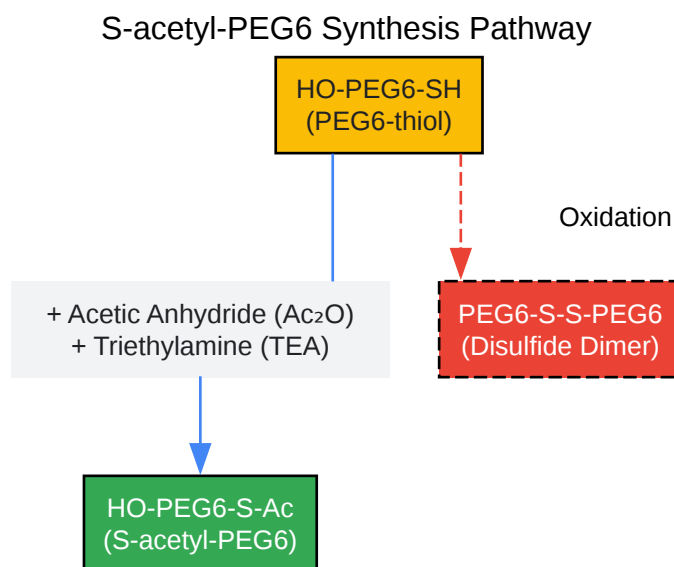 S-acetyl-PEG6 Synthesis Pathway
HO-PEG6-SH
(PEG6-thiol)
Oxidation
+ Acetic Anhydride (Ac₂O)
+ Triethylamine (TEA)
PEG6-S-S-PEG6
(Disulfide Dimer)
HO-PEG6-S-Ac
(S-acetyl-PEG6)